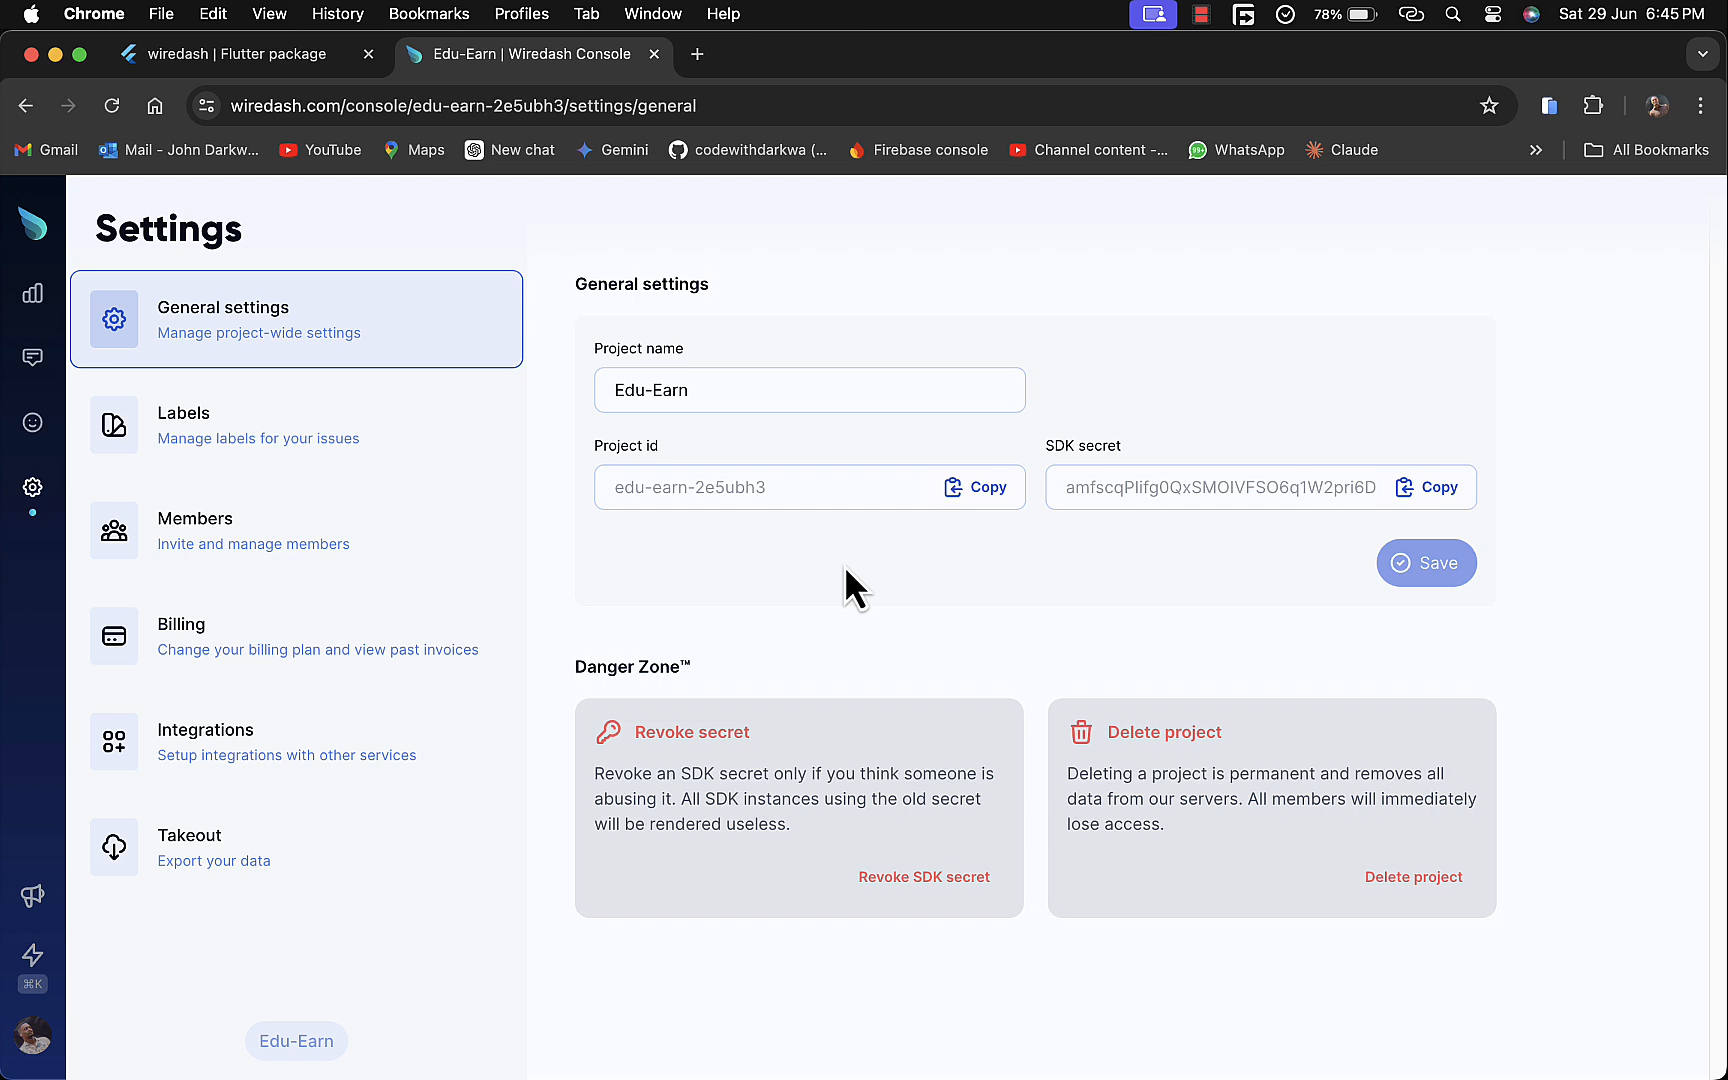 Chrome File Edit View History Bookmarks Profiles Tab Window Help 78% Sat 29 Jun 6:45 PM
wiredash | Flutter package Edu-Earn | Wiredash Console
wiredash.com/console/edu-earn-2e5ubh3/settings/general
Gmail Mail - John Darkw... YouTube Maps New chat Gemini codewithdarkwa (... Firebase console Channel content -... 99+ WhatsApp Claude » All Bookmarks
Settings
General settings
Manage project-wide settings
Labels
Manage labels for your issues
Members
Invite and manage members
Billing
Change your billing plan and view past invoices
Integrations
Setup integrations with other services
Takeout
Export your data
⌘K
Edu-Earn
General settings
Project name
Edu-Earn
Project id
edu-earn-2e5ubh3 Copy
SDK secret
amfscqPlifg0QxSMOIVFSO6q1W2pri6D Copy
Save
Danger Zone™
Revoke secret
Revoke an SDK secret only if you think someone is
abusing it. All SDK instances using the old secret
will be rendered useless.
Revoke SDK secret
Delete project
Deleting a project is permanent and removes all
data from our servers. All members will immediately
lose access.
Delete project